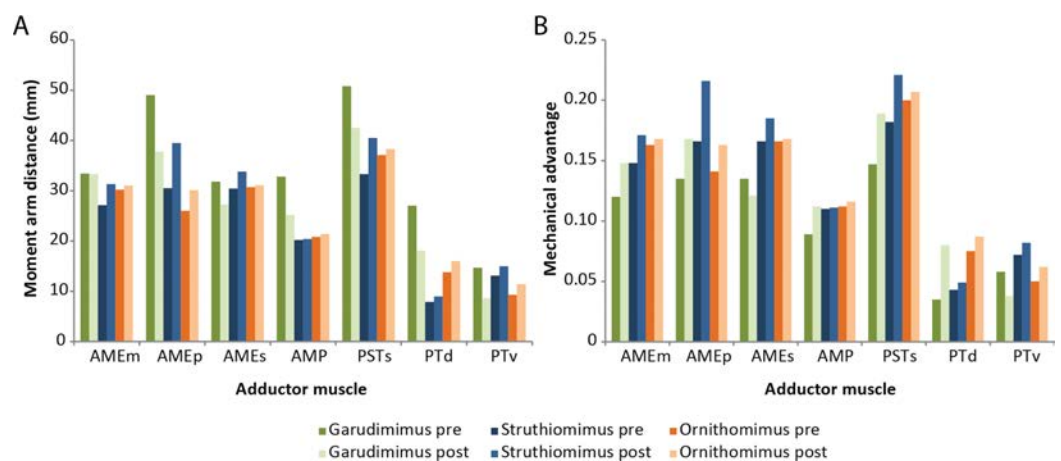 A
Moment arm distance (mm)
60
50
40
30
20
10
0
AMEm AMEp AMEs AMP PSTs PTd PTv
Adductor muscle
B
Mechanical advantage
0.25
0.20
0.15
0.10
0.05
0
AMEm AMEp AMEs AMP PSTs PTd PTv
Adductor muscle
Garudimimus pre Struthiomimus pre Ornithomimus pre
Garudimimus post Struthiomimus post Ornithomimus post